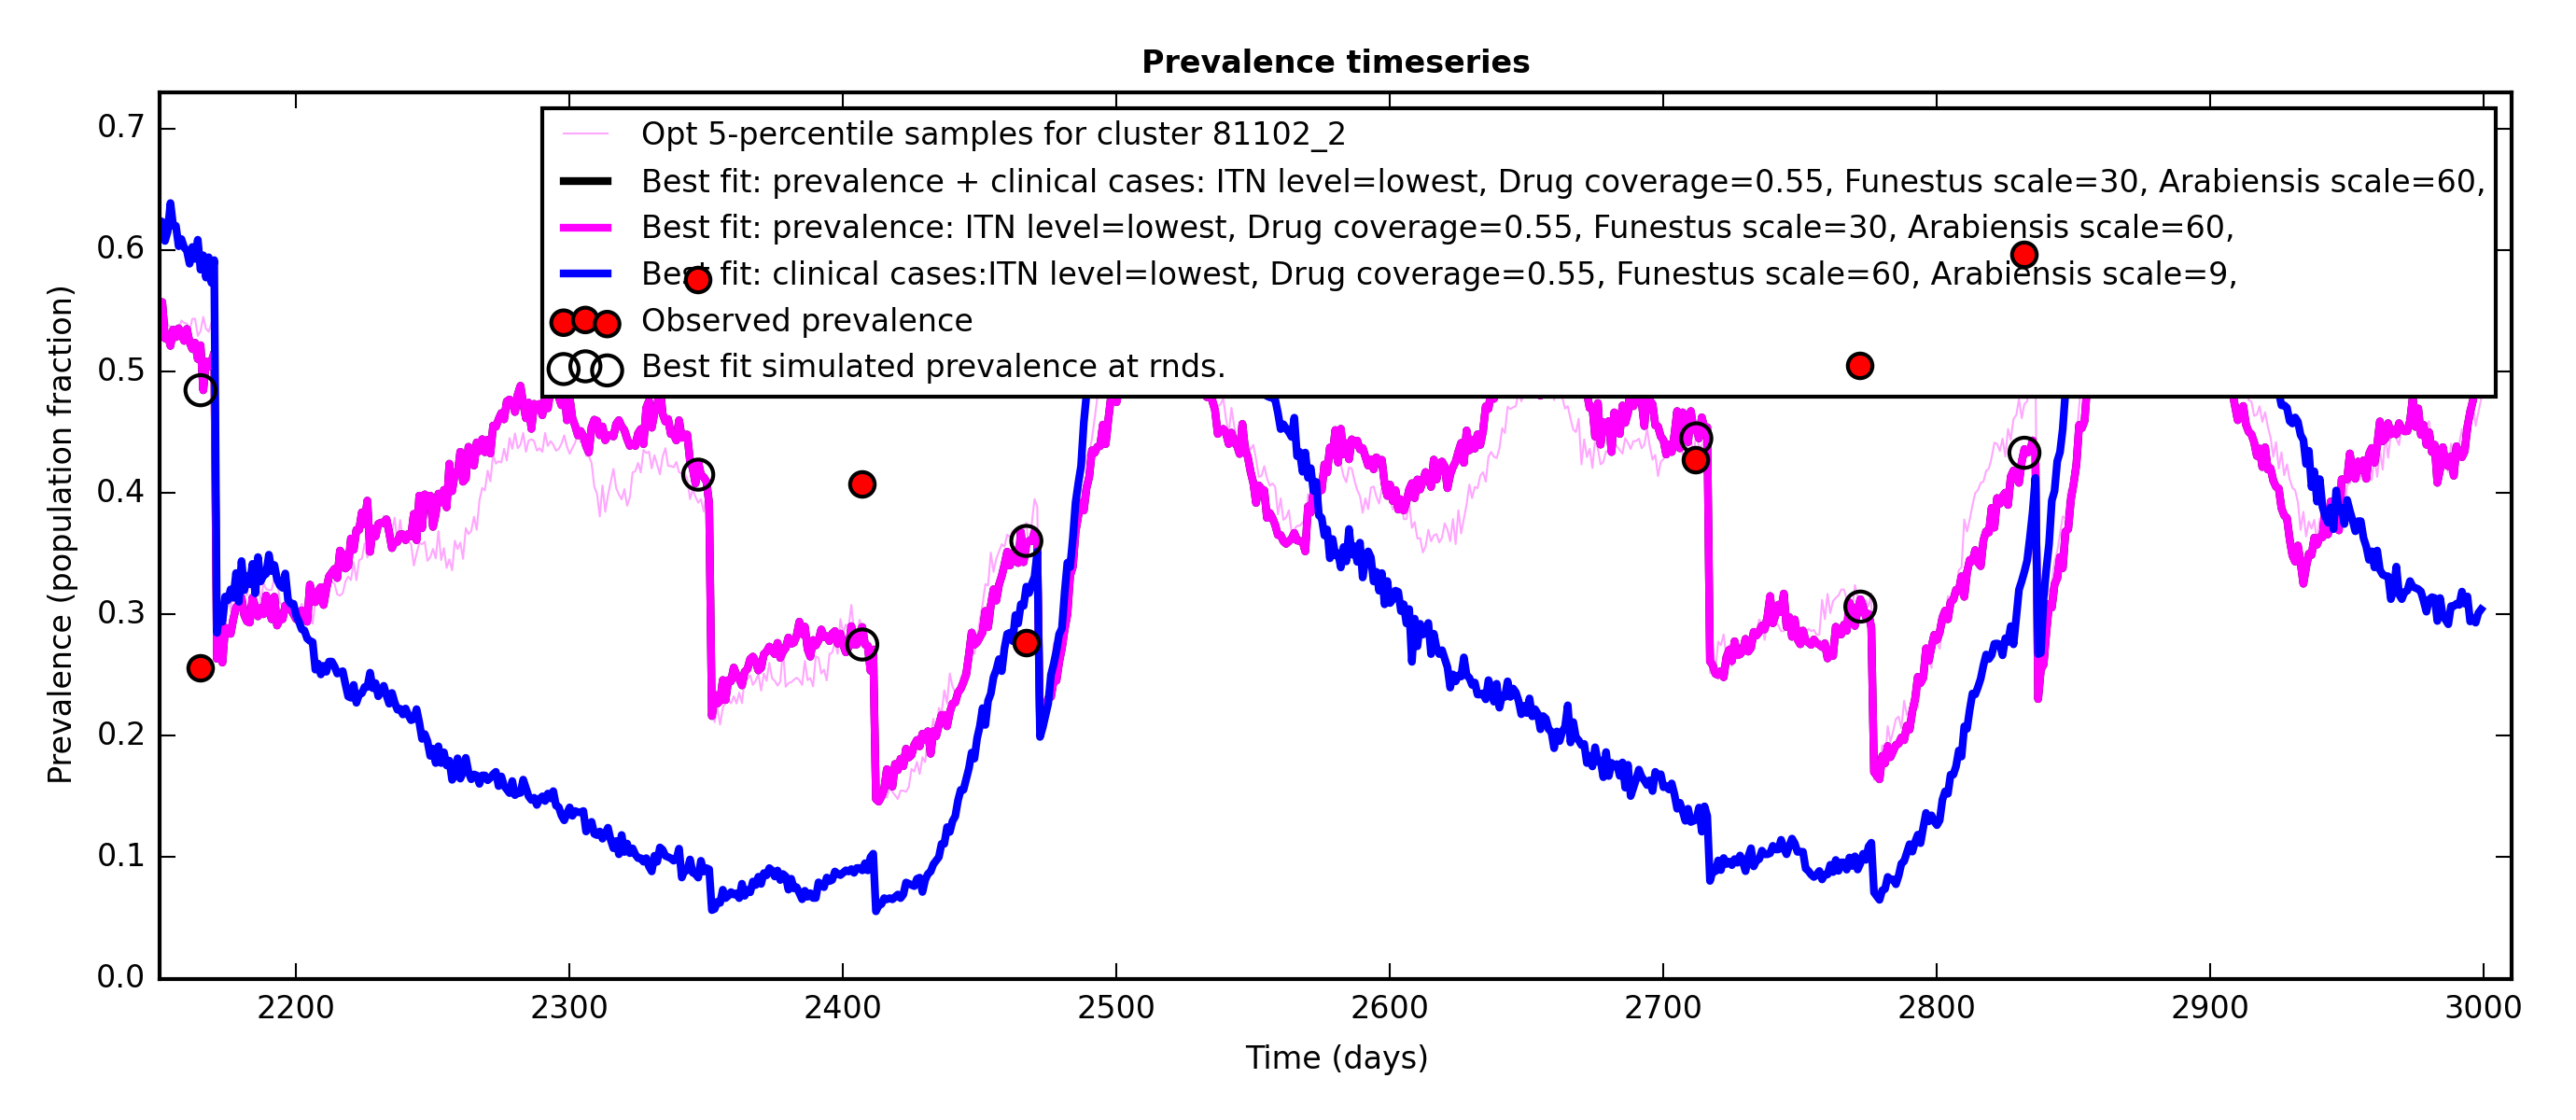 Prevalence timeseries
0.7
0.6
0.5
0.4
0.3
0.2
0.1
0.0
Prevalence (population fraction)
Opt 5-percentile samples for cluster 81102_2
Best fit: prevalence + clinical cases: ITN level=lowest, Drug coverage=0.55, Funestus scale=30, Arabiensis scale=60,
Best fit: prevalence: ITN level=lowest, Drug coverage=0.55, Funestus scale=30, Arabiensis scale=60,
Best fit: clinical cases:ITN level=lowest, Drug coverage=0.55, Funestus scale=60, Arabiensis scale=9,
Observed prevalence
Best fit simulated prevalence at rnds.
2200 2300 2400 2500 2600 2700 2800 2900 3000
Time (days)